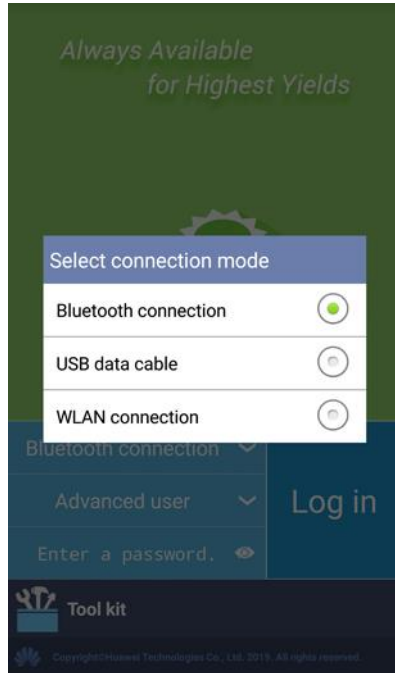 Always Available
for Highest Yields
Select connection mode
Bluetooth connection
USB data cable
WLAN connection
Bluetooth connection
Advanced user
Log in
Enter a password.
Tool kit
Copyright©Huawei Technologies Co., Ltd. 2019. All rights reserved.